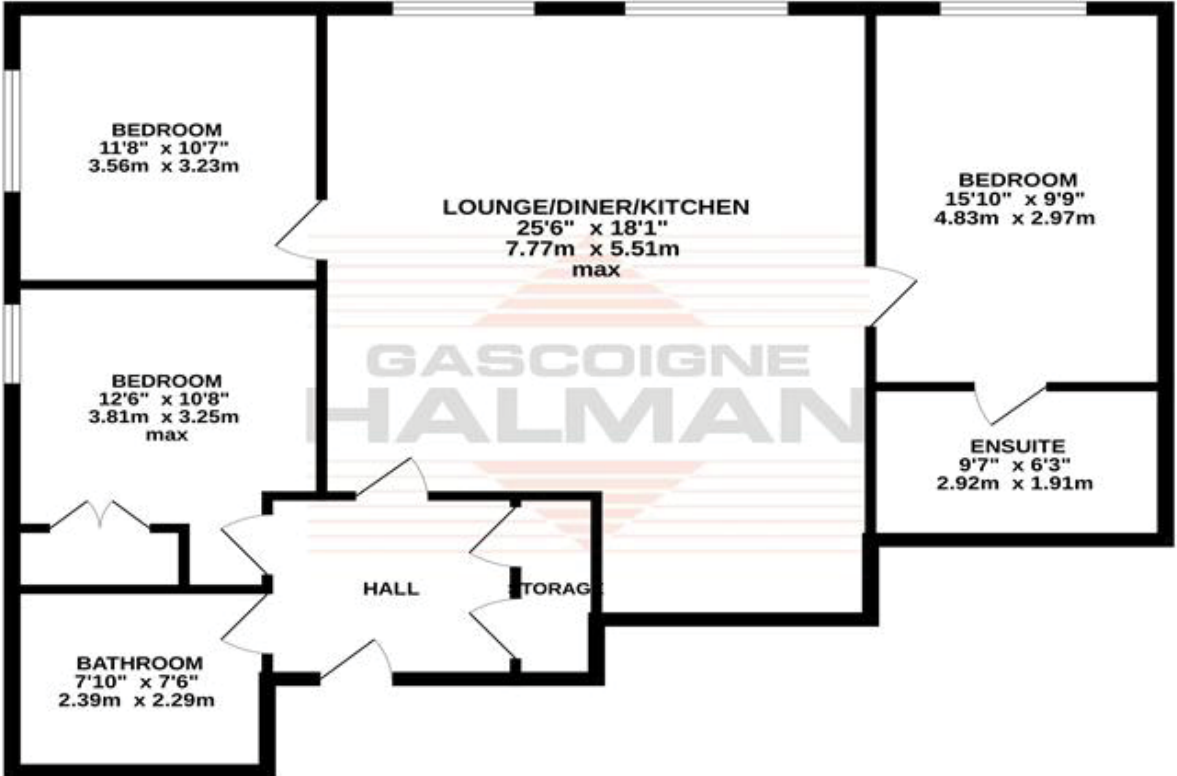 BEDROOM
11'8" x 10'7"
3.56m x 3.23m
LOUNGE/DINER/KITCHEN
25'6" x 18'1"
7.77m x 5.51m
max
BEDROOM
15'10" x 9'9"
4.83m x 2.97m
GASCOIGNE
HALMAN
BEDROOM
12'6" x 10'8"
3.81m x 3.25m
max
ENSUITE
9'7" x 6'3"
2.92m x 1.91m
HALL
STORAGE
BATHROOM
7'10" x 7'6"
2.39m x 2.29m